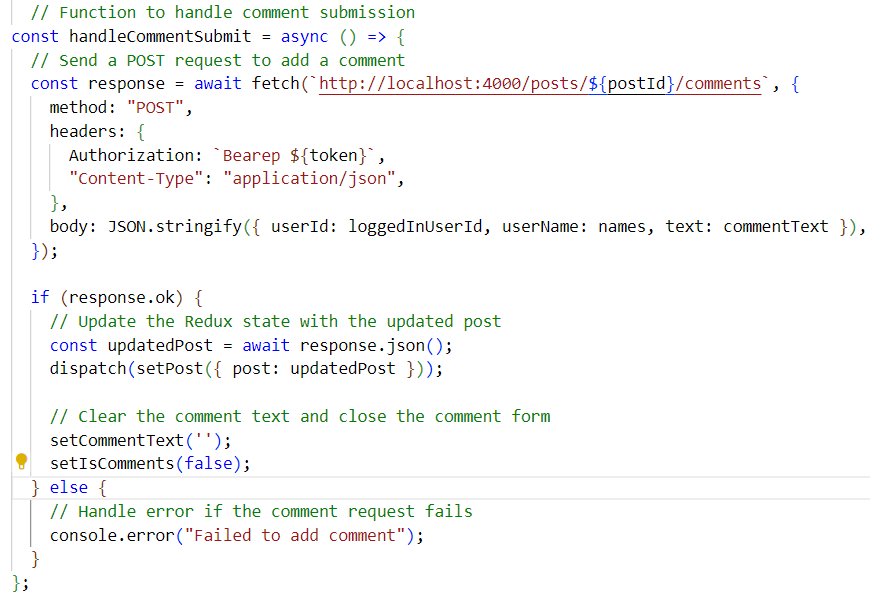 // Function to handle comment submission
const handleCommentSubmit = async () => {
// Send a POST request to add a comment
const response = await fetch(`http://localhost:4000/posts/${postId}/comments`, {
method: "POST",
headers: {
Authorization: `Bearep ${token}`,
"Content-Type": "application/json",
},
body: JSON.stringify({ userId: loggedInUserId, userName: names, text: commentText }),
});
if (response.ok) {
// Update the Redux state with the updated post
const updatedPost = await response.json();
dispatch(setPost({ post: updatedPost }));
// Clear the comment text and close the comment form
setCommentText('');
setIsComments(false);
} else {
// Handle error if the comment request fails
console.error("Failed to add comment");
}
};